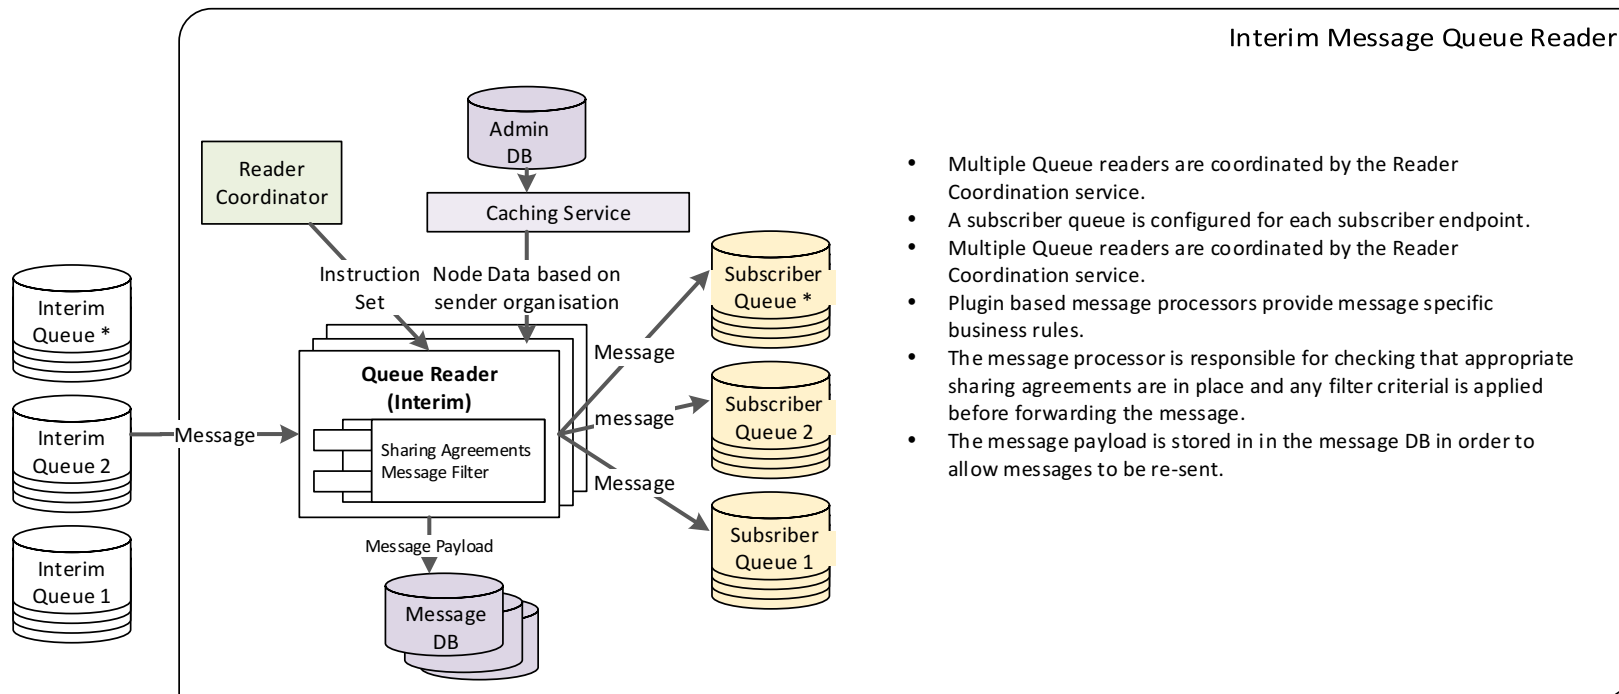 Interim Message Queue Reader
Admin
DB
Reader
Coordinator
Caching Service
Instruction
Set
Node Data based on
sender organisation
Interim
Queue *
Interim
Queue 2
Interim
Queue 1
Message
Queue Reader
(Interim)
Sharing Agreements
Message Filter
Message
message
Message
Subscriber
Queue *
Subscriber
Queue 2
Subsriber
Queue 1
Message Payload
Message
DB
• Multiple Queue readers are coordinated by the Reader
Coordination service.
• A subscriber queue is configured for each subscriber endpoint.
• Multiple Queue readers are coordinated by the Reader
Coordination service.
• Plugin based message processors provide message specific
business rules.
• The message processor is responsible for checking that appropriate
sharing agreements are in place and any filter criterial is applied
before forwarding the message.
• The message payload is stored in in the message DB in order to
allow messages to be re-sent.